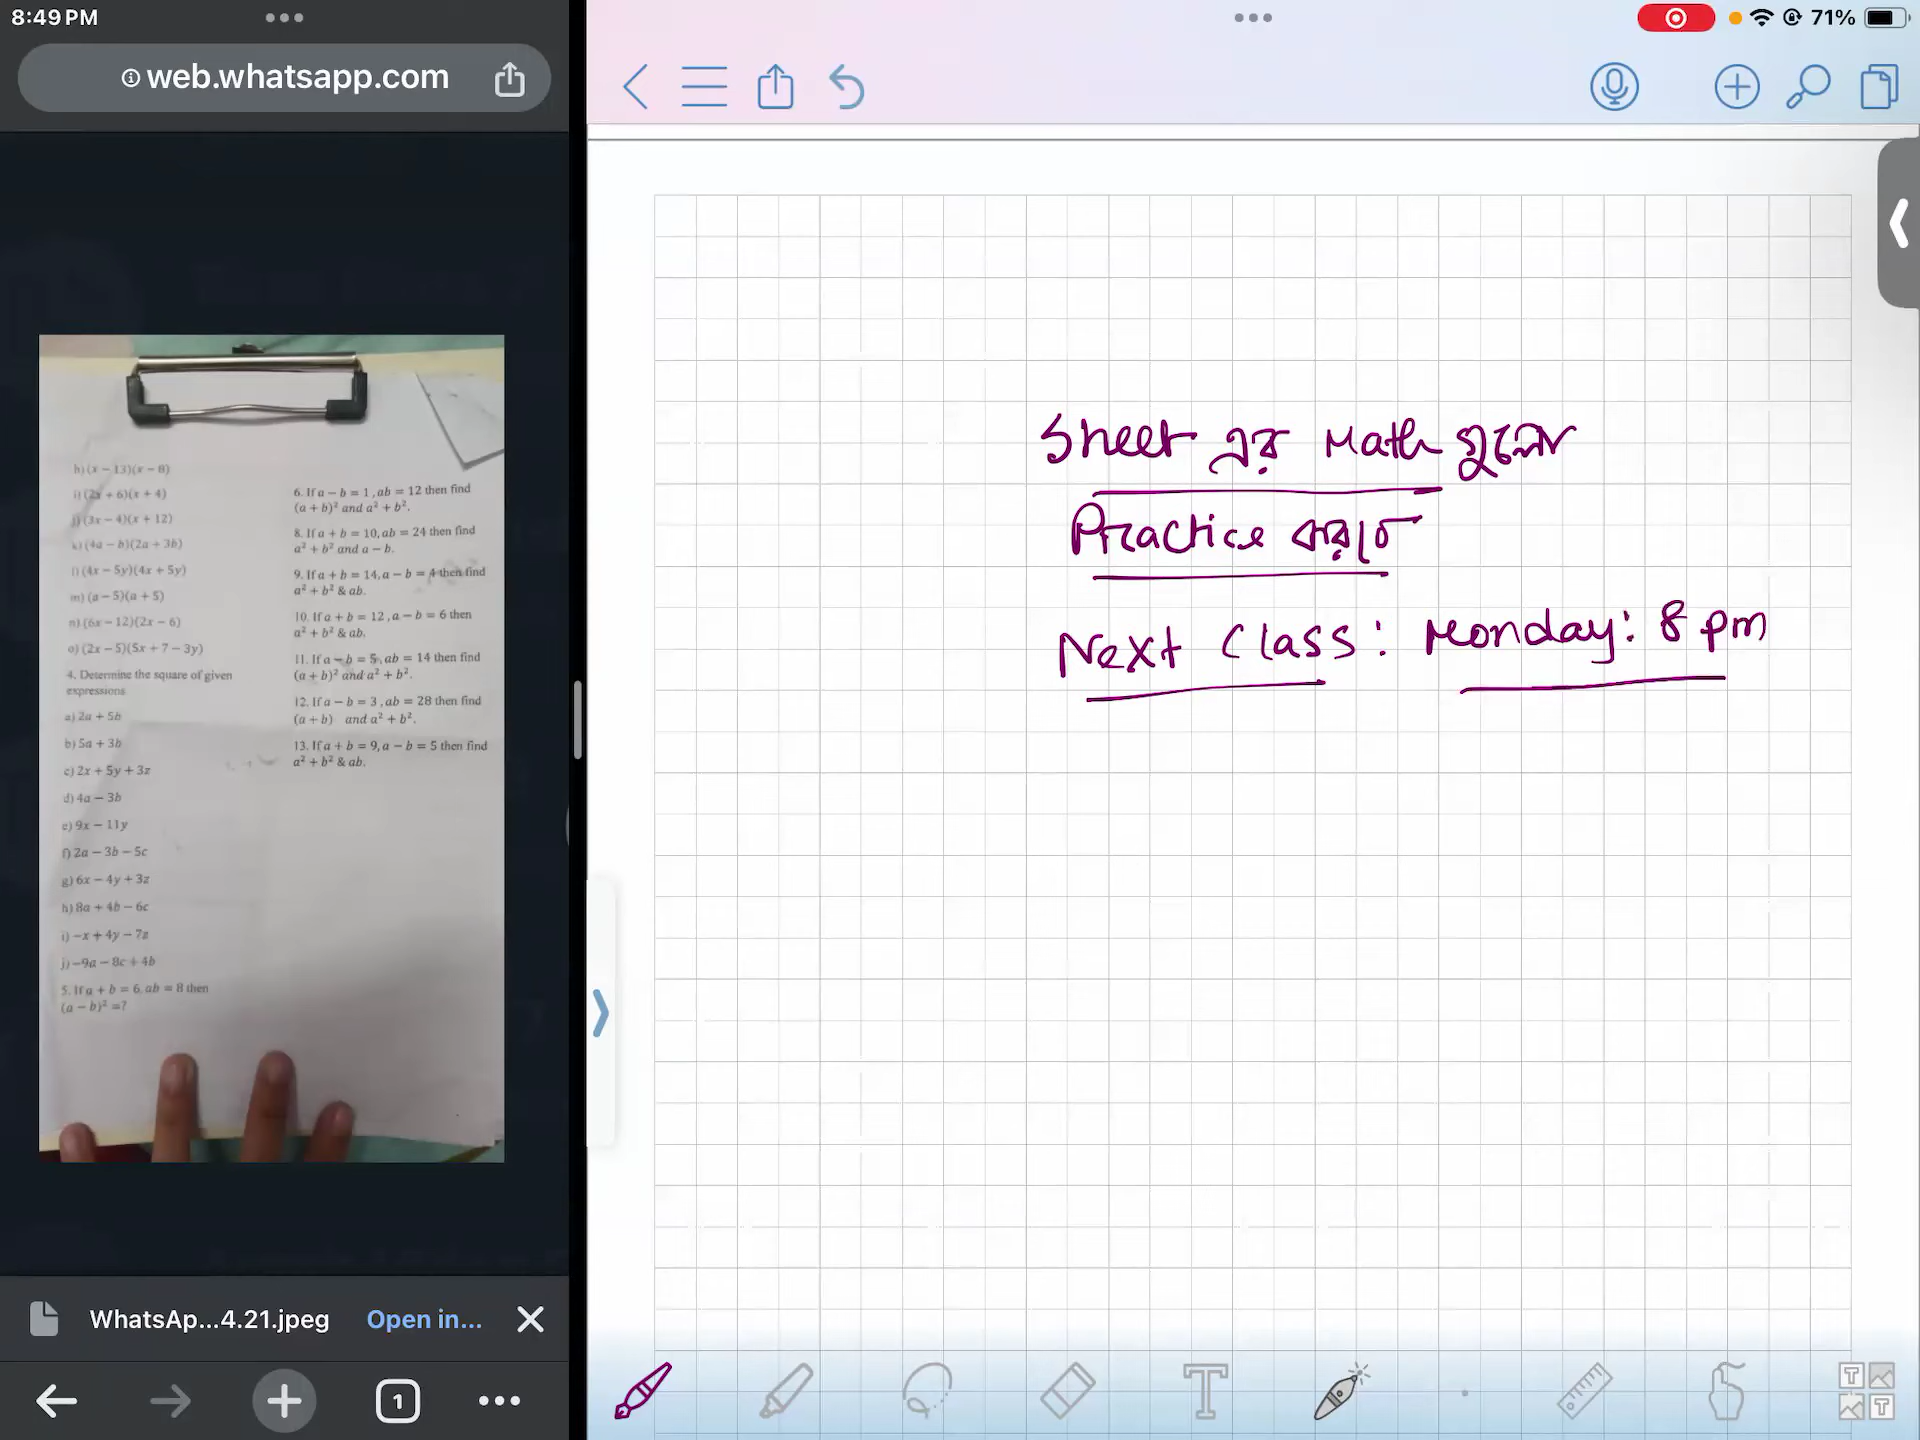 8:49 PM
web.whatsapp.com
71%
h) (x − 13)(x − 8)
i) (2x + 6)(x + 4)
j) (3x − 4)(x + 12)
k) (4a − b)(2a + 3b)
l) (4x − 5y)(4x + 5y)
m) (a − 5)(a + 5)
n) (6x − 12)(2x − 6)
o) (2x − 5)(5x + 7 − 3y)
4. Determine the square of given
expressions
a) 2a + 5b
b) 5a + 3b
c) 2x + 5y + 3z
d) 4a − 3b
e) 9x − 11y
f) 2a − 3b − 5c
g) 6x − 4y + 3z
h) 8a + 4b − 6c
i) −x + 4y − 7z
j) −9a − 8c + 4b
5. If a + b = 6, ab = 8 then
(a − b)² =?
6. If a − b = 1 , ab = 12 then find
(a + b)² and a² + b².
8. If a + b = 10, ab = 24 then find
a² + b² and a − b.
9. If a + b = 14, a − b = 4 then find
a² + b² & ab.
10. If a + b = 12 , a − b = 6 then
a² + b² & ab.
11. If a − b = 5, ab = 14 then find
(a + b)² and a² + b².
12. If a − b = 3 , ab = 28 then find
(a + b) and a² + b².
13. If a + b = 9, a − b = 5 then find
a² + b² & ab.
Sheet এর Math গুলো
Practice করবে
Next Class: Monday: 8 pm
WhatsAp...4.21.jpeg
Open in...
1